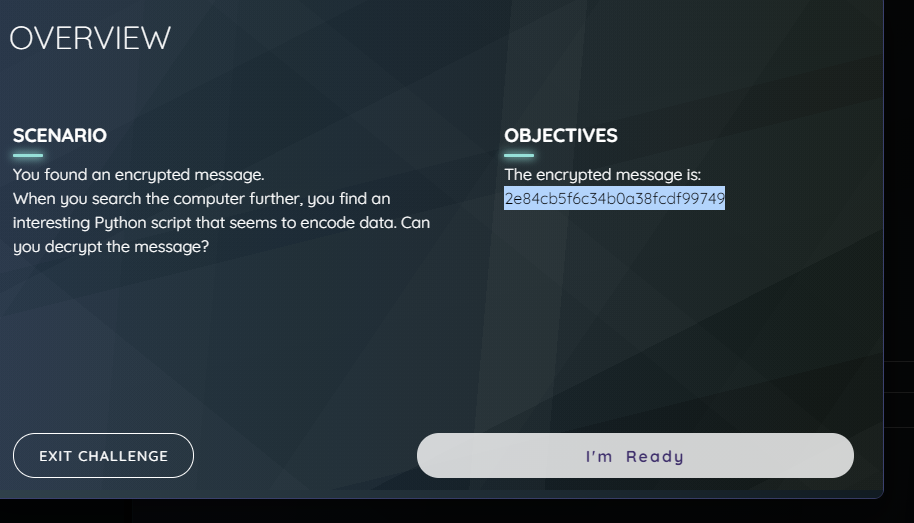 OVERVIEW
SCENARIO
You found an encrypted message.
When you search the computer further, you find an
interesting Python script that seems to encode data. Can
you decrypt the message?
OBJECTIVES
The encrypted message is:
2e84cb5f6c34b0a38fcdf99749
EXIT CHALLENGE
I'm Ready